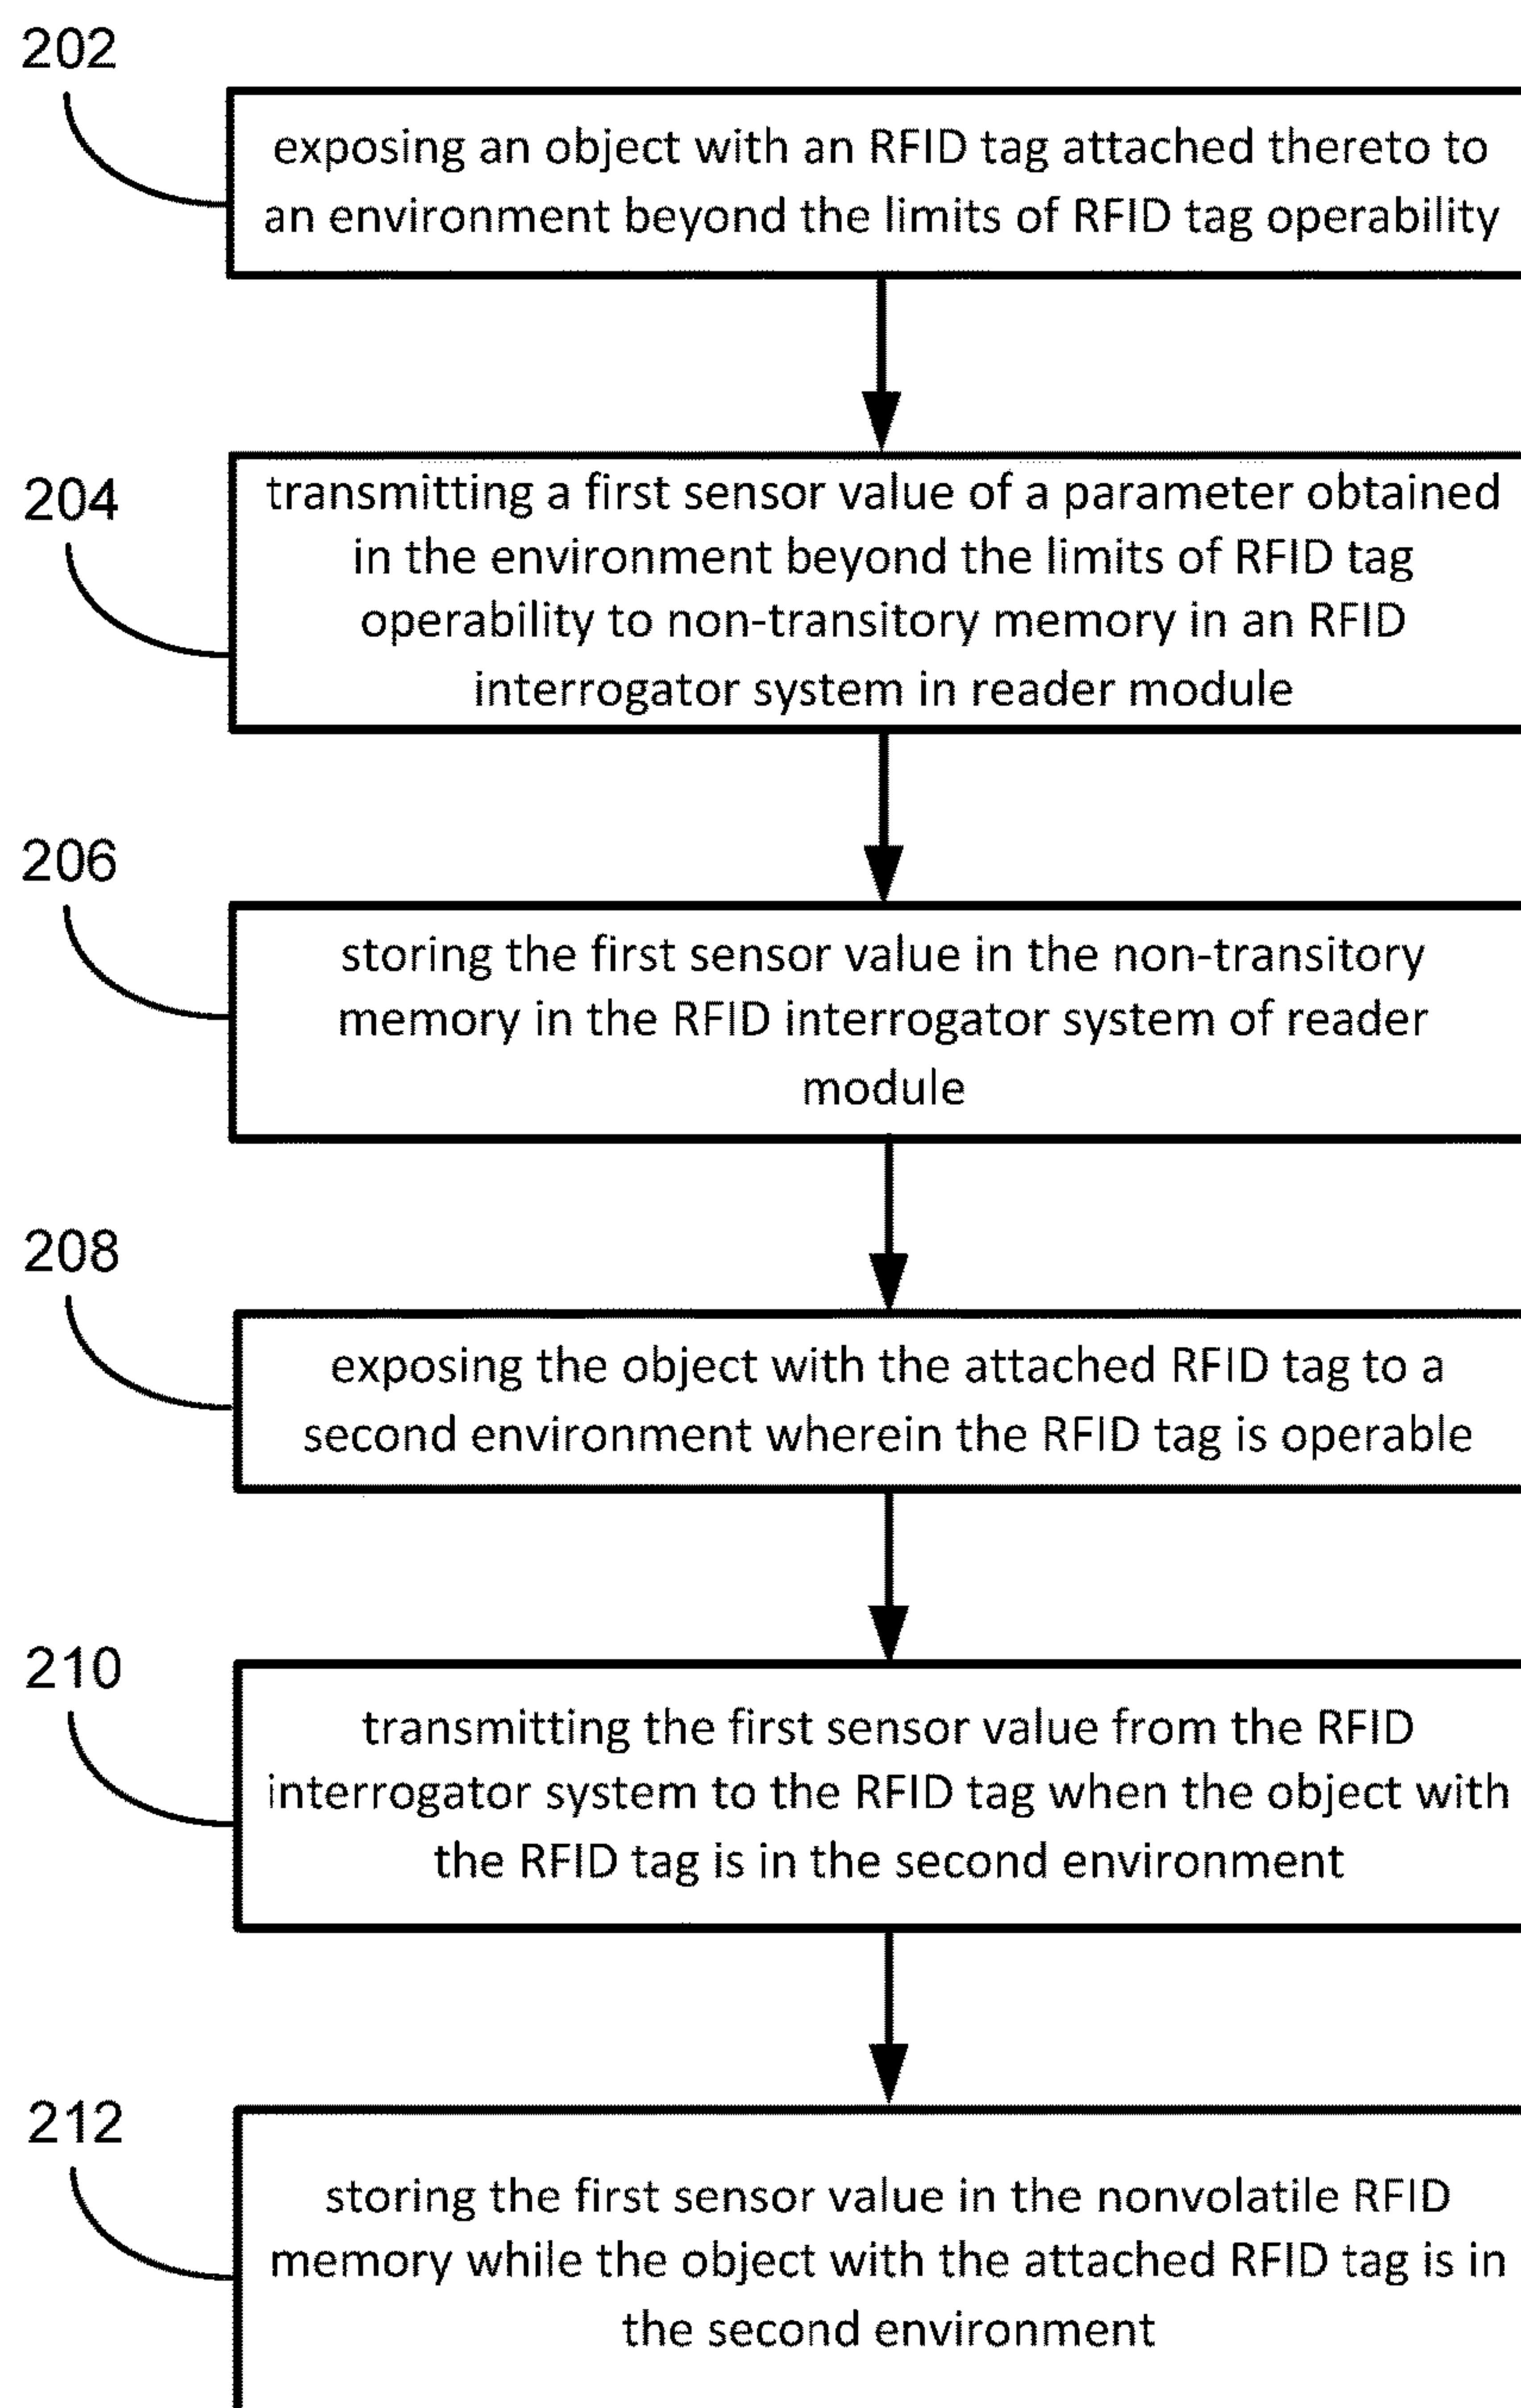 202
exposing an object with an RFID tag attached thereto to
an environment beyond the limits of RFID tag operability
204
transmitting a first sensor value of a parameter obtained
in the environment beyond the limits of RFID tag
operability to non-transitory memory in an RFID
interrogator system in reader module
206
storing the first sensor value in the non-transitory
memory in the RFID interrogator system of reader
module
208
exposing the object with the attached RFID tag to a
second environment wherein the RFID tag is operable
210
transmitting the first sensor value from the RFID
interrogator system to the RFID tag when the object with
the RFID tag is in the second environment
212
storing the first sensor value in the nonvolatile RFID
memory while the object with the attached RFID tag is in
the second environment